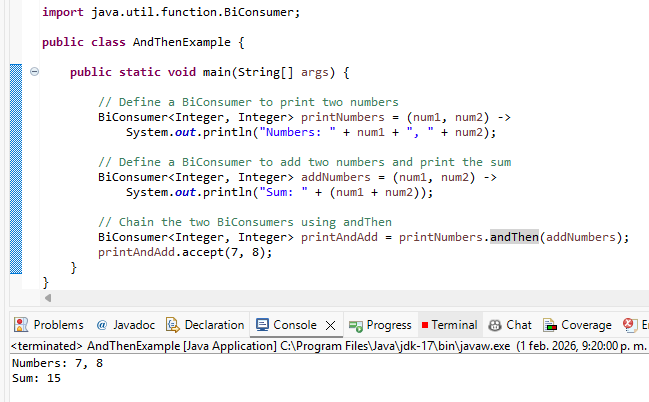 import java.util.function.BiConsumer;
public class AndThenExample {
public static void main(String[] args) {
// Define a BiConsumer to print two numbers
BiConsumer<Integer, Integer> printNumbers = (num1, num2) ->
System.out.println("Numbers: " + num1 + ", " + num2);
// Define a BiConsumer to add two numbers and print the sum
BiConsumer<Integer, Integer> addNumbers = (num1, num2) ->
System.out.println("Sum: " + (num1 + num2));
// Chain the two BiConsumers using andThen
BiConsumer<Integer, Integer> printAndAdd = printNumbers.andThen(addNumbers);
printAndAdd.accept(7, 8);
}
}
Problems @ Javadoc Declaration Console Progress Terminal Chat Coverage
<terminated> AndThenExample [Java Application] C:\Program Files\Java\jdk-17\bin\javaw.exe (1 feb. 2026, 9:20:00 p. m.
Numbers: 7, 8
Sum: 15